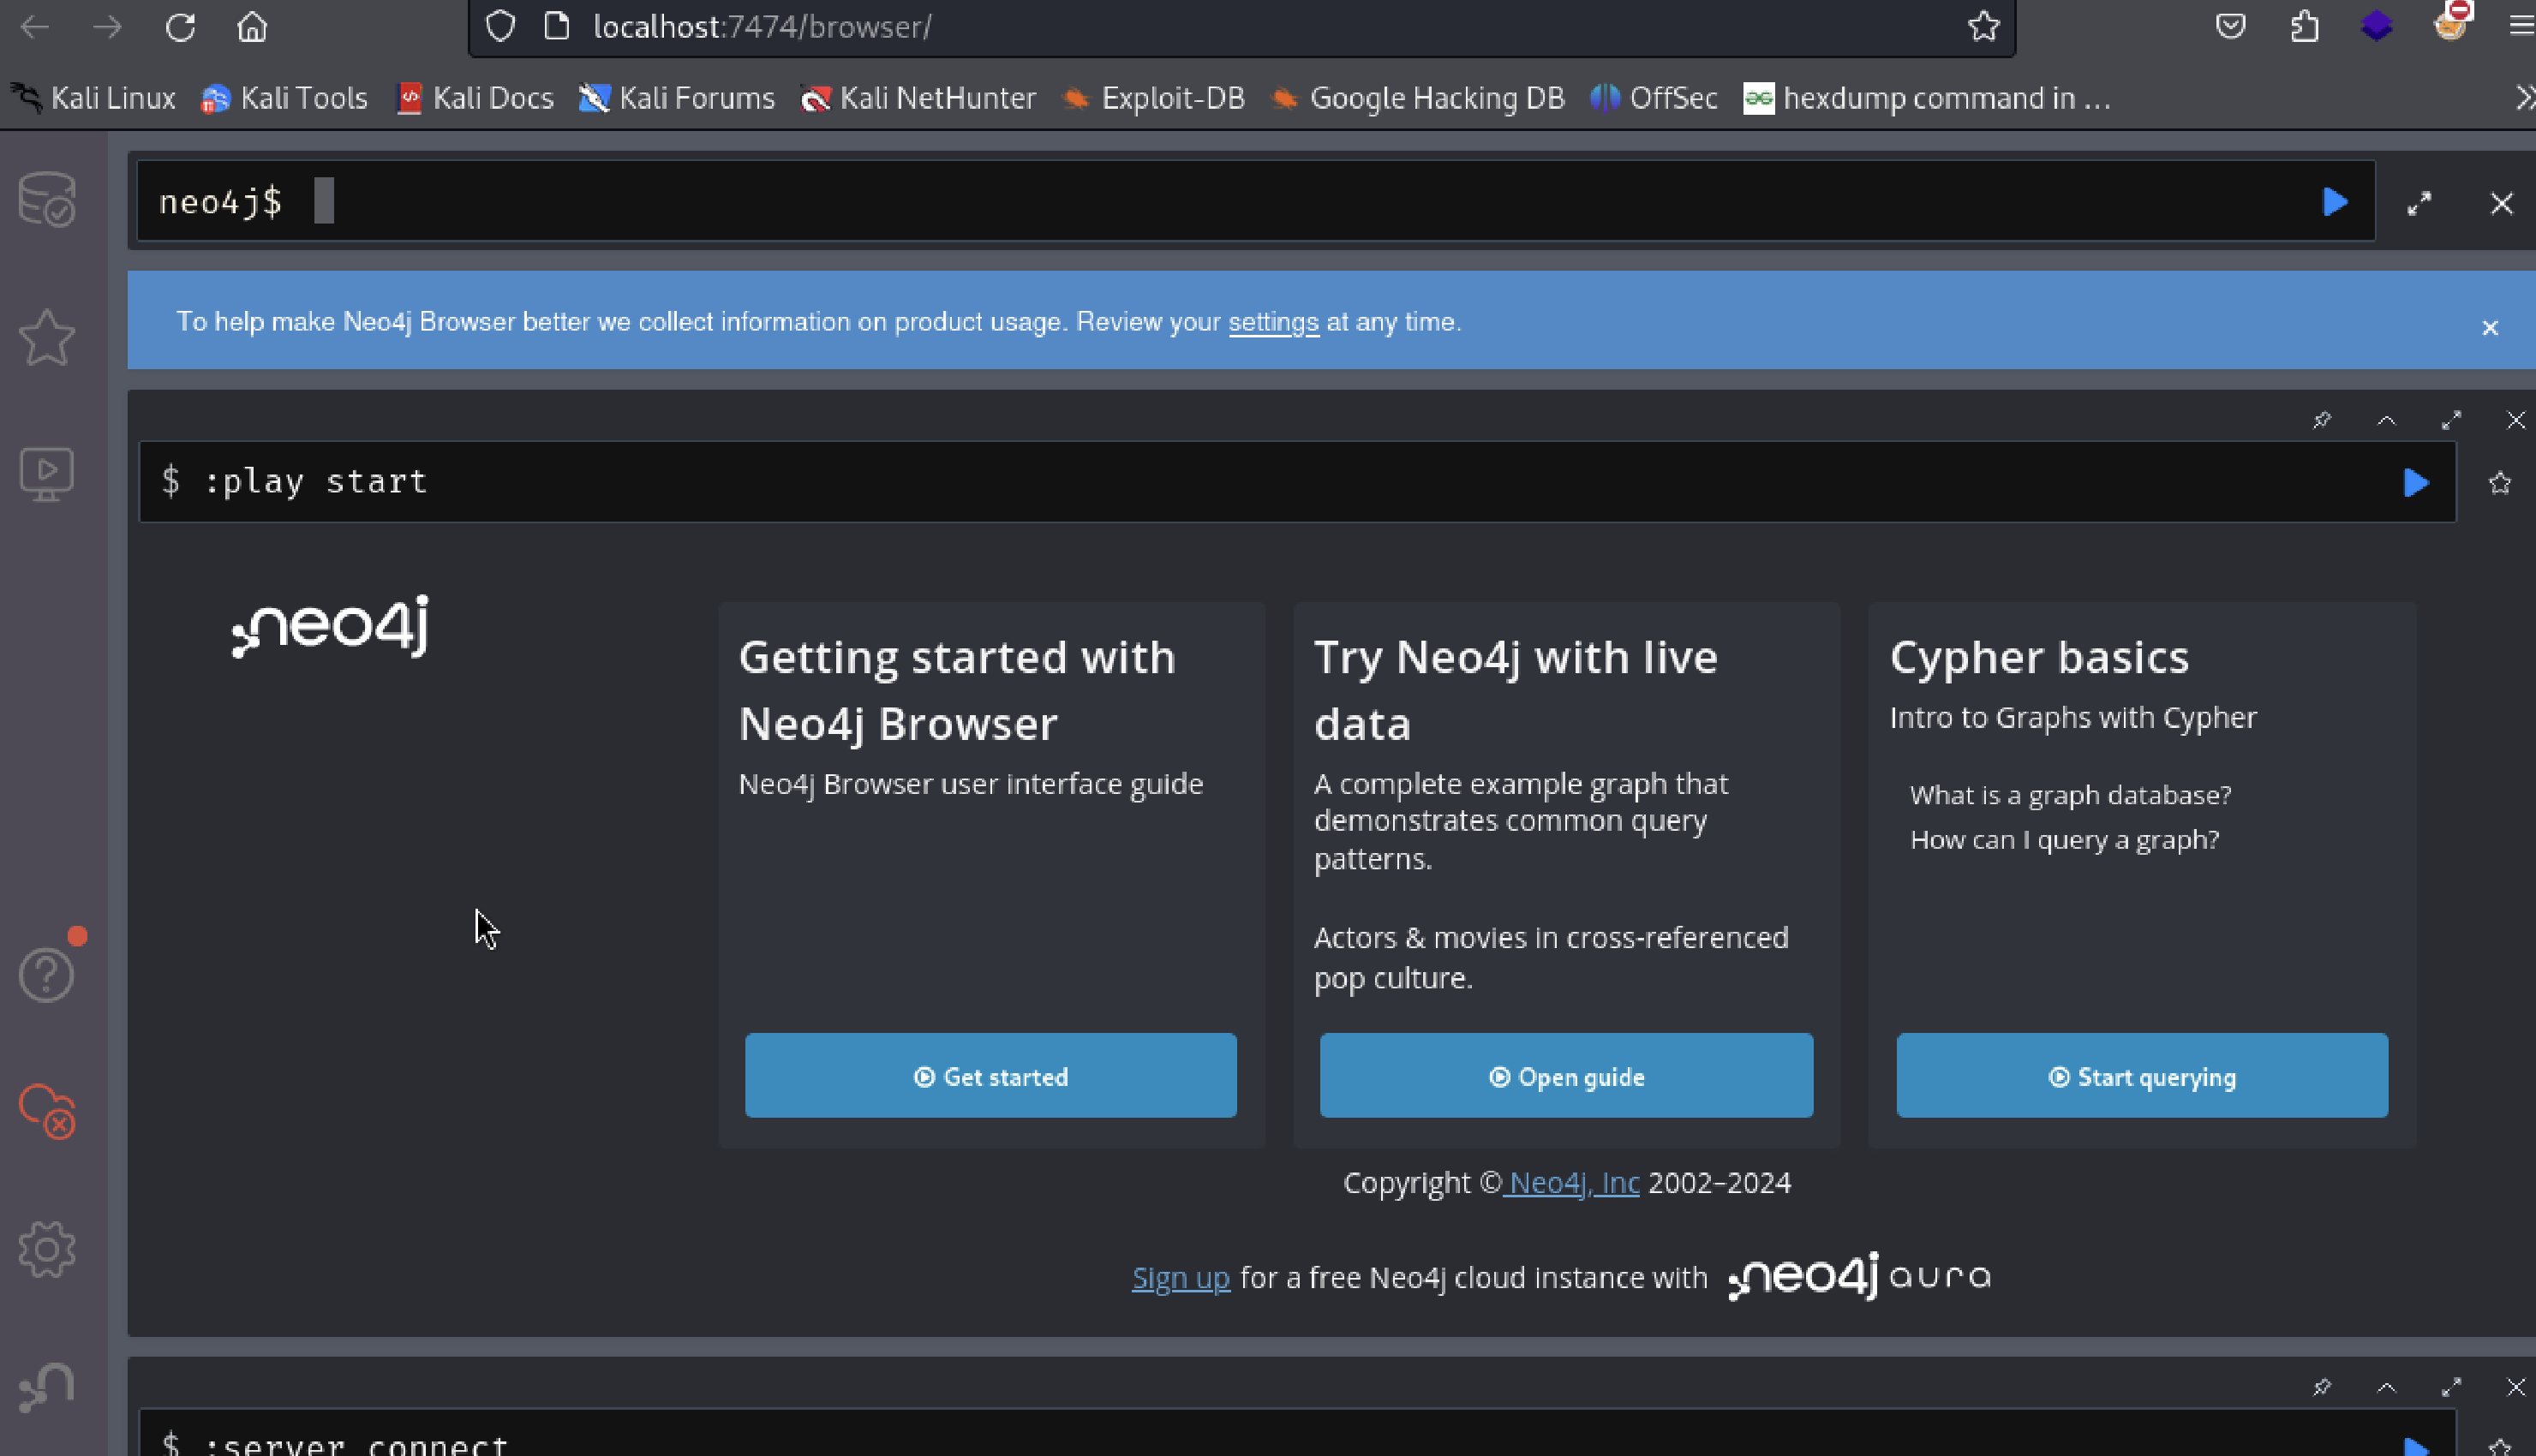 localhost:7474/browser/
Kali Linux Kali Tools Kali Docs Kali Forums Kali NetHunter Exploit-DB Google Hacking DB OffSec hexdump command in …
neo4j$
To help make Neo4j Browser better we collect information on product usage. Review your settings at any time.
$ :play start
neo4j
Getting started with
Neo4j Browser
Neo4j Browser user interface guide
Get started
Try Neo4j with live
data
A complete example graph that
demonstrates common query
patterns.
Actors & movies in cross-referenced
pop culture.
Open guide
Cypher basics
Intro to Graphs with Cypher
What is a graph database?
How can I query a graph?
Start querying
Copyright © Neo4j, Inc 2002–2024
Sign up for a free Neo4j cloud instance with neo4j aura
$ :server connect